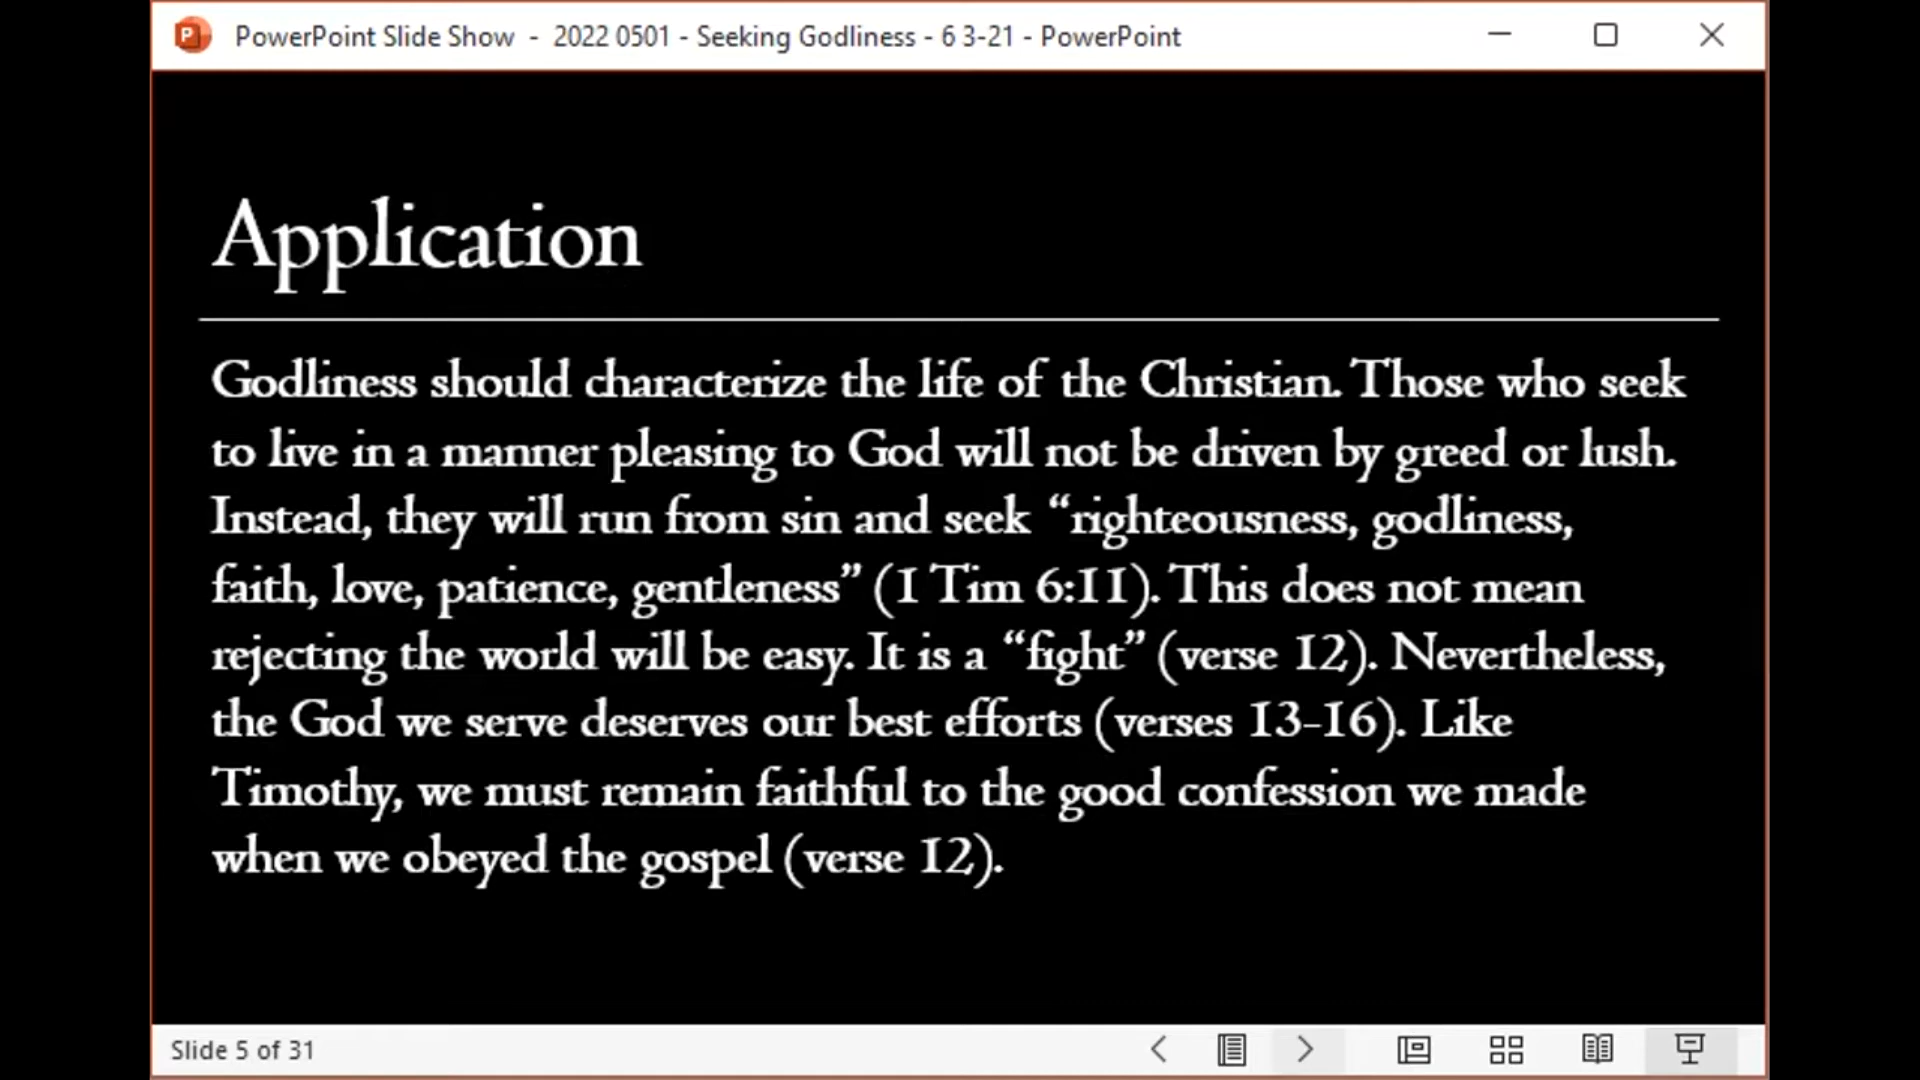 PowerPoint Slide Show - 2022 0501 - Seeking Godliness - 6 3-21 - PowerPoint
Application
Godliness should characterize the life of the Christian. Those who seek
to live in a manner pleasing to God will not be driven by greed or lush.
Instead, they will run from sin and seek “righteousness, godliness,
faith, love, patience, gentleness” (1 Tim 6:11). This does not mean
rejecting the world will be easy. It is a “fight” (verse 12). Nevertheless,
the God we serve deserves our best efforts (verses 13-16). Like
Timothy, we must remain faithful to the good confession we made
when we obeyed the gospel (verse 12).
Slide 5 of 31